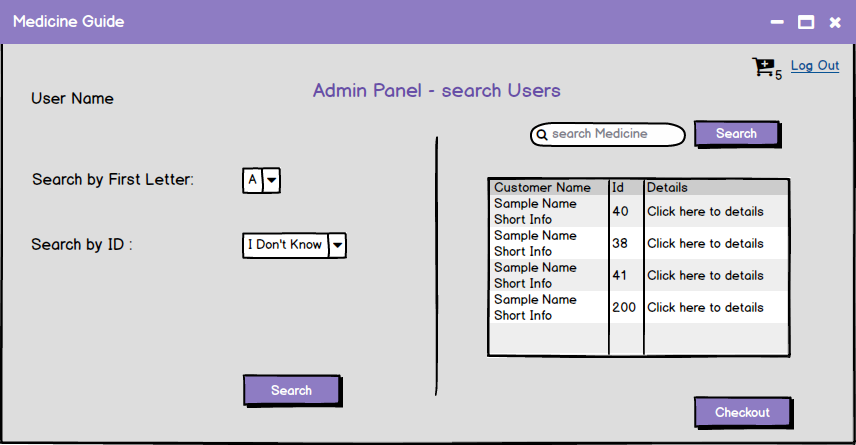 Medicine Guide
5
Log Out
User Name
Admin Panel - search Users
search Medicine
Search
Search by First Letter:
A
Search by ID :
I Don't Know
Search
Customer Name Id Details
Sample Name
Short Info
40 Click here to details
Sample Name
Short Info
38 Click here to details
Sample Name
Short Info
41 Click here to details
Sample Name
Short Info
200 Click here to details
Checkout